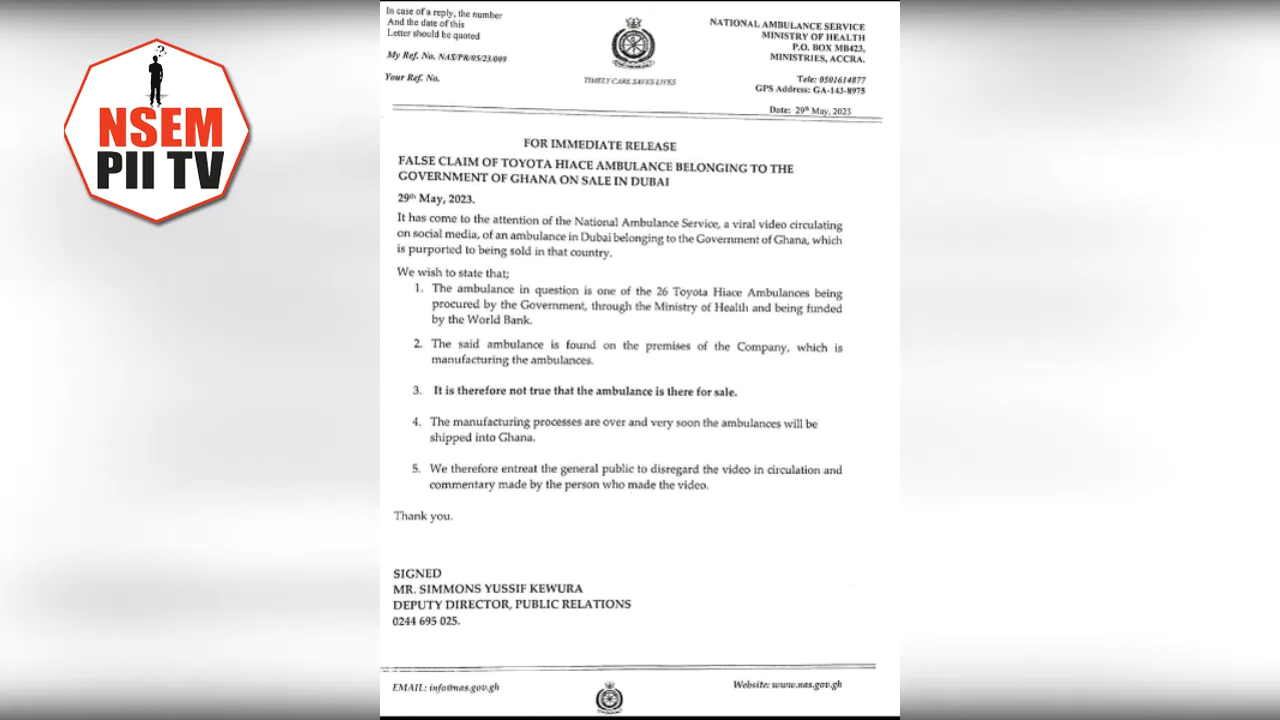 NSEM
PII TV
In case of a reply, the number
And the date of this
Letter should be quoted
My Ref. No. NAS/PR/05/23/009
Your Ref. No.
TIMELY CARE SAVES LIVES
NATIONAL AMBULANCE SERVICE
MINISTRY OF HEALTH
P.O. BOX MB423,
MINISTRIES, ACCRA.
Tele: 0501614877
GPS Address: GA-143-8975
Date: 29th May, 2023
FOR IMMEDIATE RELEASE
FALSE CLAIM OF TOYOTA HIACE AMBULANCE BELONGING TO THE
GOVERNMENT OF GHANA ON SALE IN DUBAI
29th May, 2023.
It has come to the attention of the National Ambulance Service, a viral video circulating
on social media, of an ambulance in Dubai belonging to the Government of Ghana, which
is purported to being sold in that country.
We wish to state that;
1. The ambulance in question is one of the 26 Toyota Hiace Ambulances being
procured by the Government, through the Ministry of Health and being funded
by the World Bank.
2. The said ambulance is found on the premises of the Company, which is
manufacturing the ambulances.
3. It is therefore not true that the ambulance is there for sale.
4. The manufacturing processes are over and very soon the ambulances will be
shipped into Ghana.
5. We therefore entreat the general public to disregard the video in circulation and
commentary made by the person who made the video.
Thank you.
SIGNED
MR. SIMMONS YUSSIF KEWURA
DEPUTY DIRECTOR, PUBLIC RELATIONS
0244 695 025.
EMAIL: info@nas.gov.gh
Website: www.nas.gov.gh